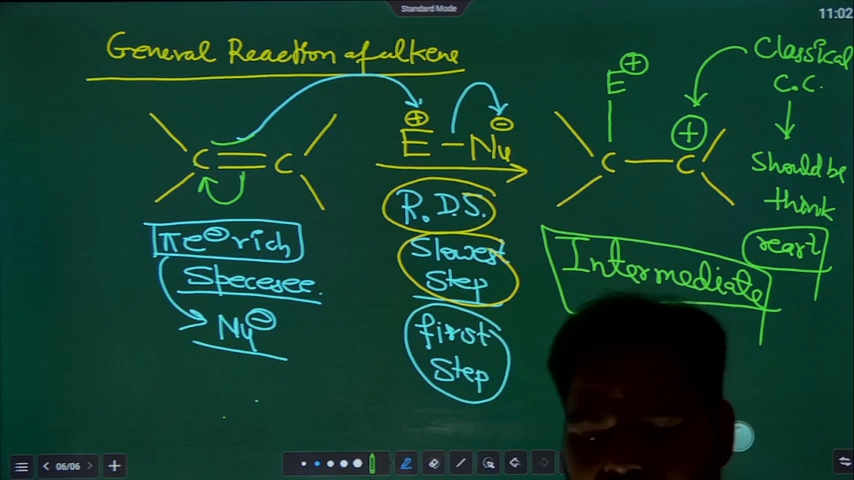 Standard Mode
11:02
General Reaction of alkene
C = C
⊕ ⊖
E - Nu
E ⊕
C - C ⊕
Classical
C.C.
Should be
think
rear?
R.D.S.
Slowest
Step
first
Step
πe⊖ rich
Specesee.
Nu⊖
Intermediate
06/06